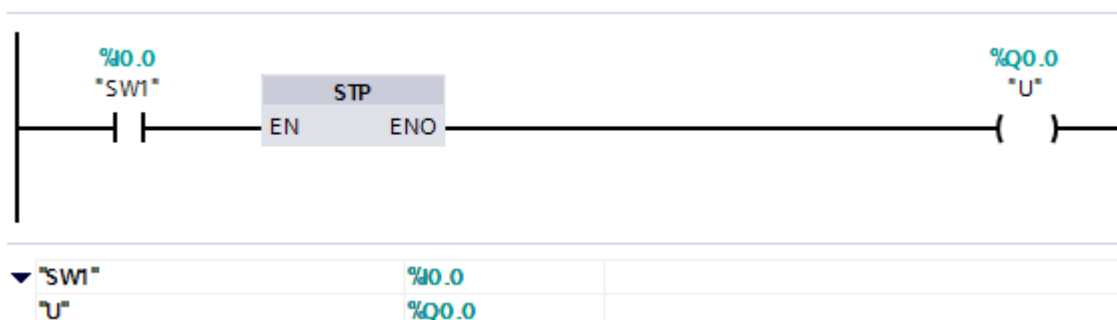 %I0.0
"SW1"
%Q0.0
"U"
STP
EN ENO
"SW1" %I0.0
"U" %Q0.0